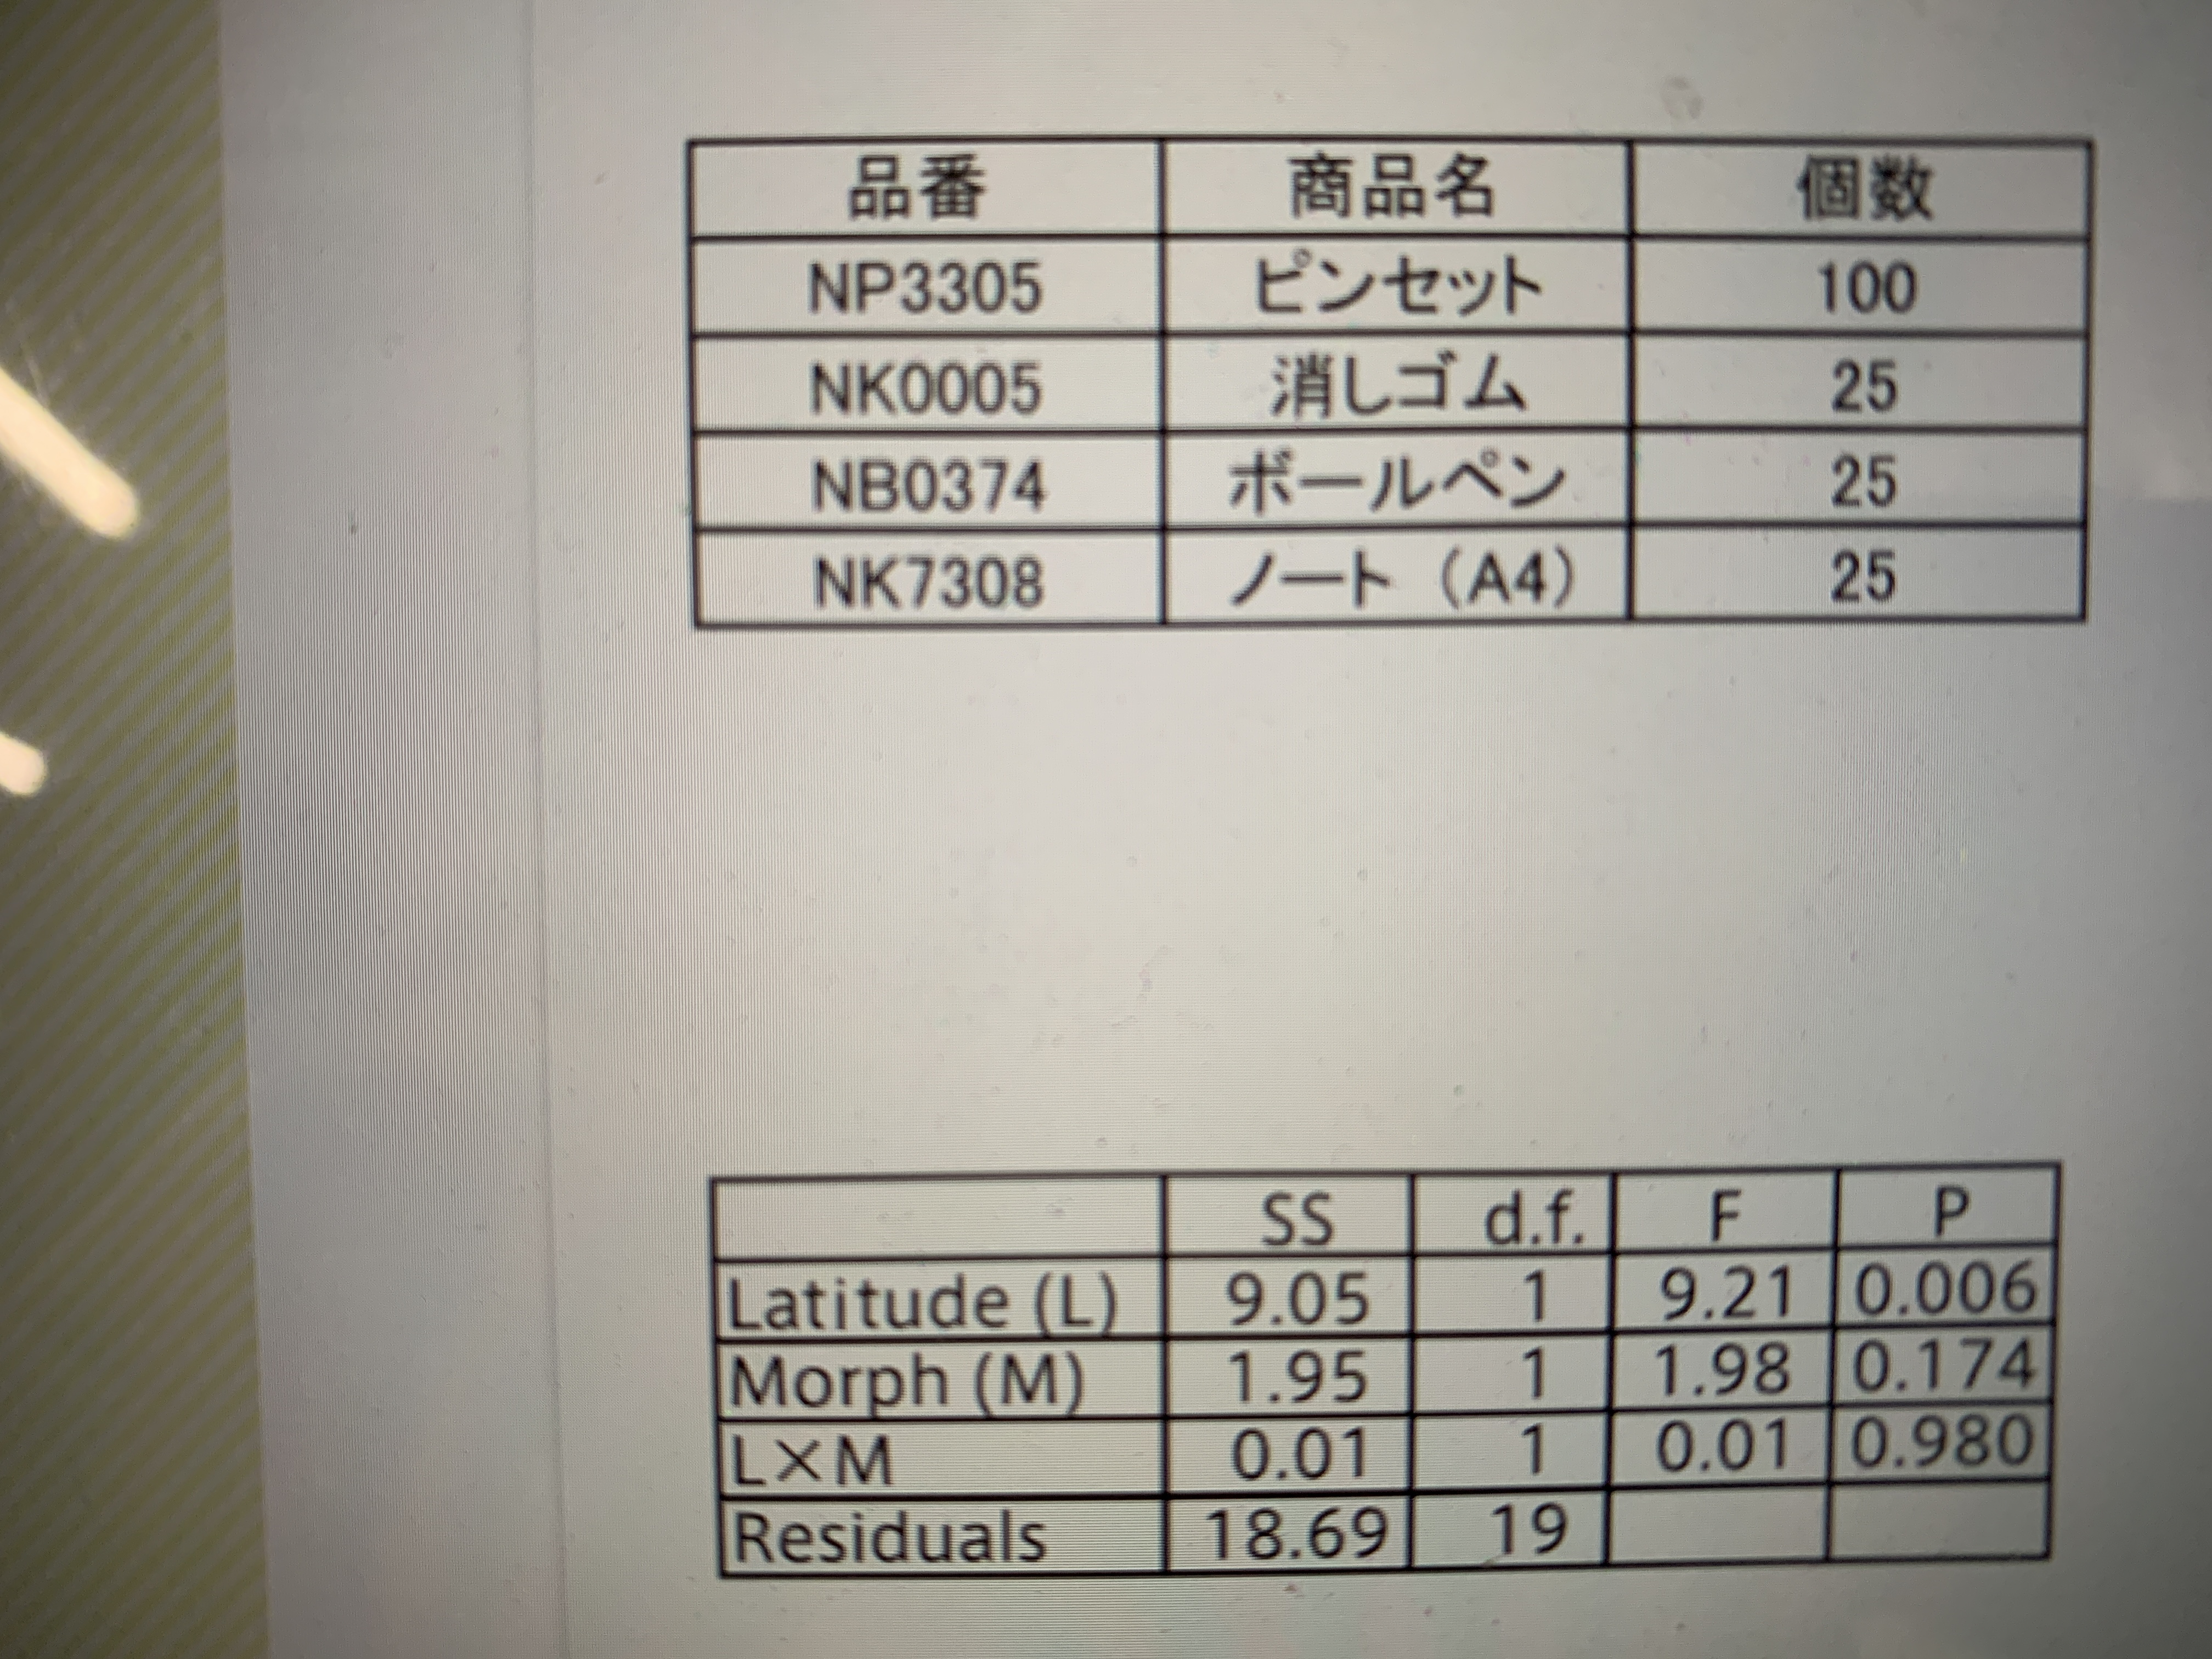 品番 商品名 個数
NP3305 ピンセット 100
NK0005 消しゴム 25
NB0374 ボールペン 25
NK7308 ノート（A4） 25
SS d.f. F P
Latitude (L) 9.05 1 9.21 0.006
Morph (M) 1.95 1 1.98 0.174
L×M 0.01 1 0.01 0.980
Residuals 18.69 19